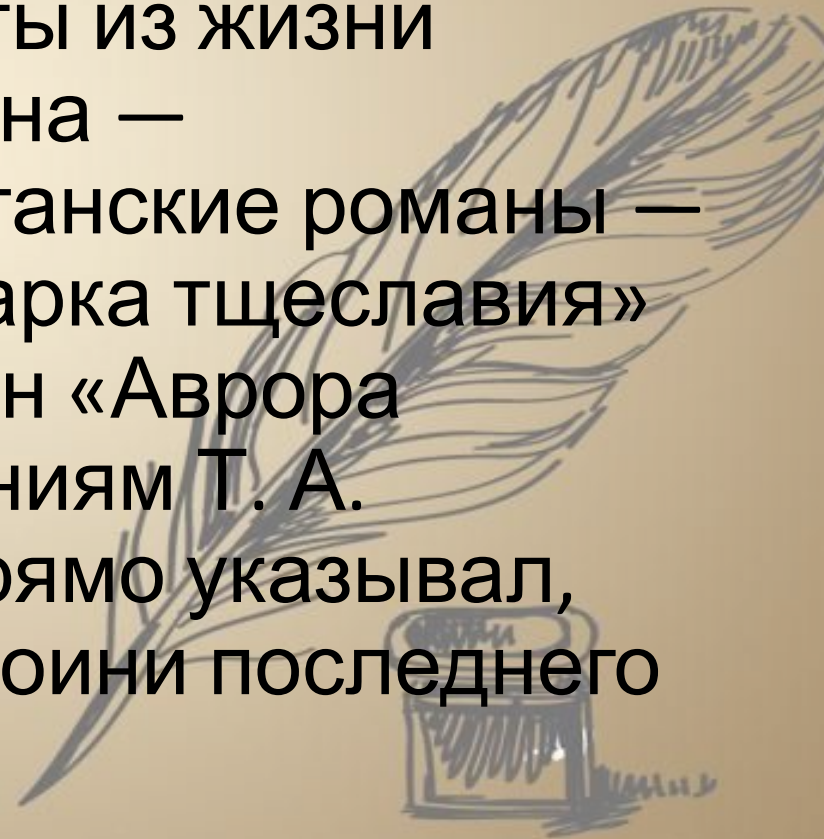 ты из жизни
на —
танские романы —
арка тщеславия»
н «Аврора
ниям Т. А.
рямо указывал,
оини последнего